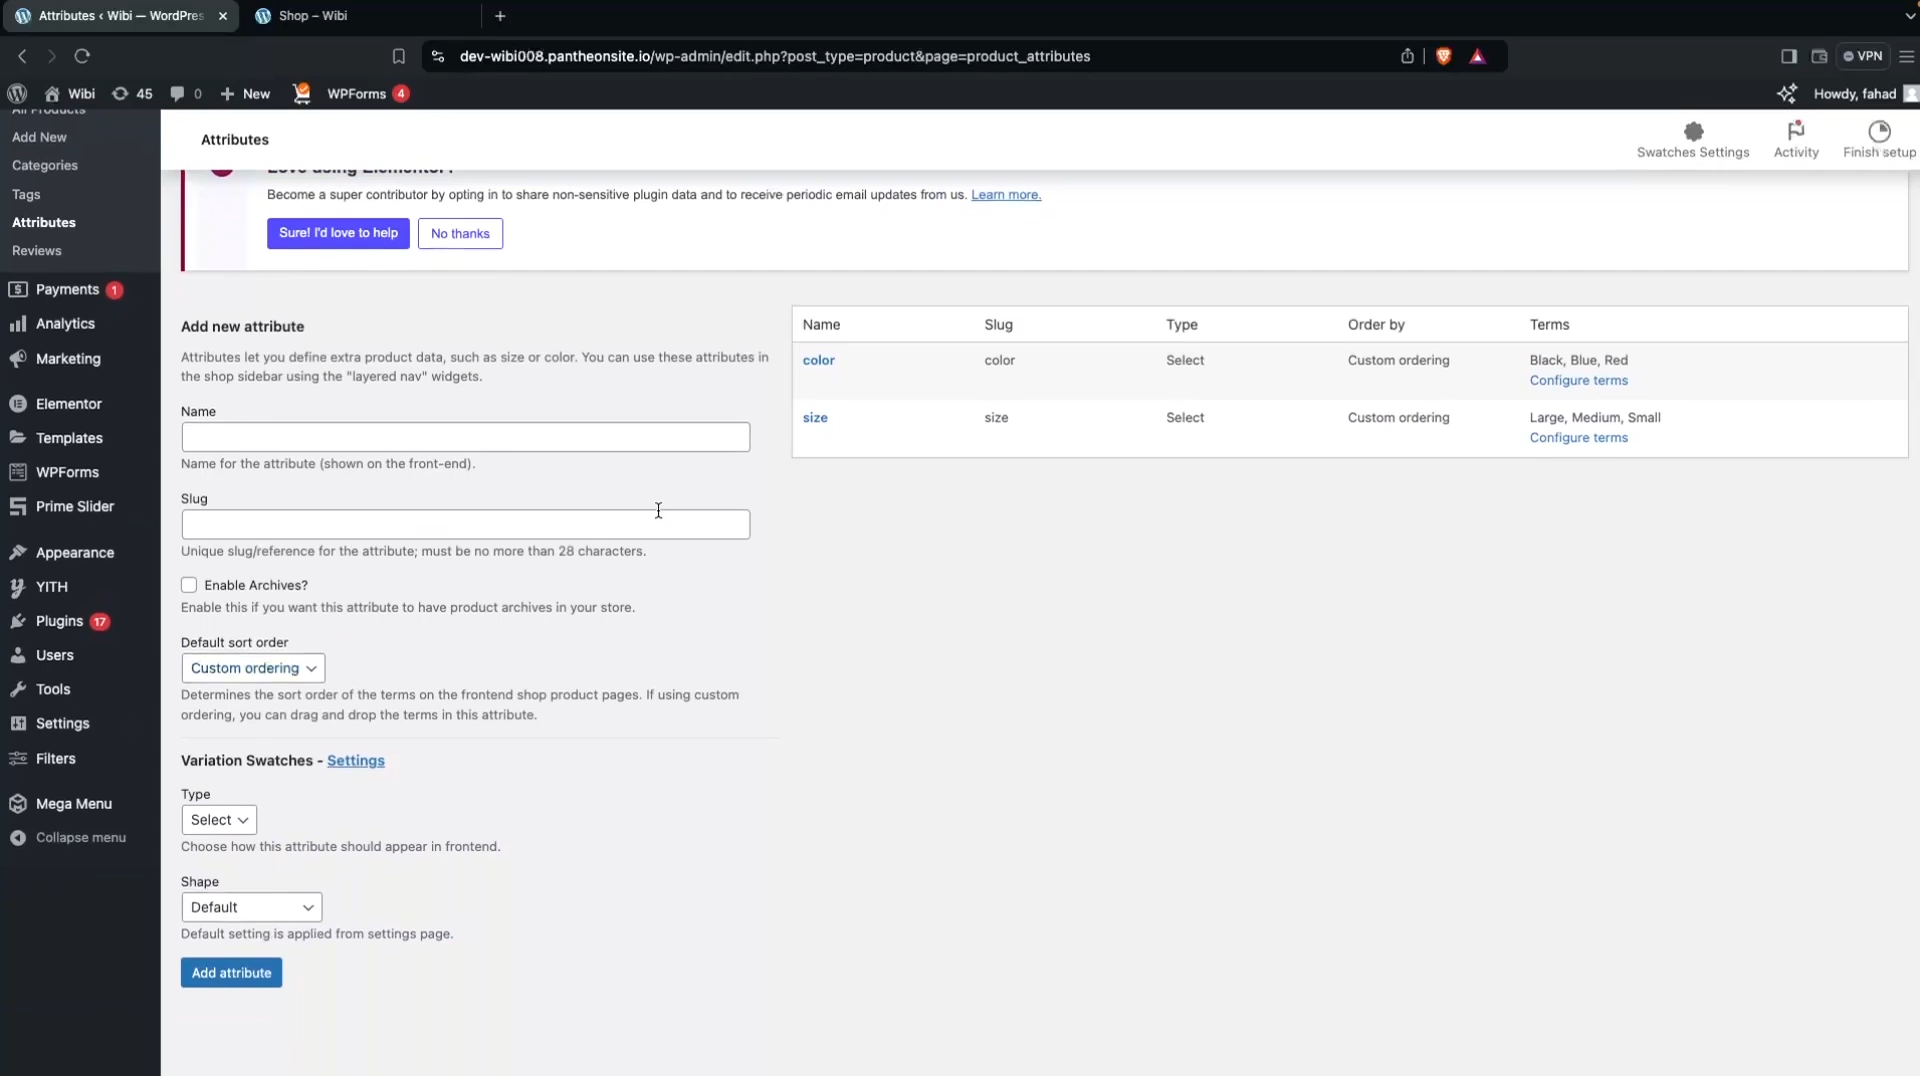 Attributes ‹ Wibi — WordPres
Shop – Wibi
dev-wibi008.pantheonsite.io/wp-admin/edit.php?post_type=product&page=product_attributes
VPN
Wibi
45
0
New
WPForms 4
Howdy, fahad
All Products
Add New
Categories
Tags
Attributes
Reviews
Payments 1
Analytics
Marketing
Elementor
Templates
WPForms
Prime Slider
Appearance
YITH
Plugins 17
Users
Tools
Settings
Filters
Mega Menu
Collapse menu
Attributes
Swatches Settings
Activity
Finish setup
Love using Elementor?
Become a super contributor by opting in to share non-sensitive plugin data and to receive periodic email updates from us. Learn more.
Sure! I'd love to help
No thanks
Add new attribute
Attributes let you define extra product data, such as size or color. You can use these attributes in
the shop sidebar using the "layered nav" widgets.
Name
Name for the attribute (shown on the front-end).
Slug
Unique slug/reference for the attribute; must be no more than 28 characters.
Enable Archives?
Enable this if you want this attribute to have product archives in your store.
Default sort order
Custom ordering
Determines the sort order of the terms on the frontend shop product pages. If using custom
ordering, you can drag and drop the terms in this attribute.
Variation Swatches - Settings
Type
Select
Choose how this attribute should appear in frontend.
Shape
Default
Default setting is applied from settings page.
Add attribute
Name Slug Type Order by Terms
color color Select Custom ordering Black, Blue, Red
Configure terms
size size Select Custom ordering Large, Medium, Small
Configure terms